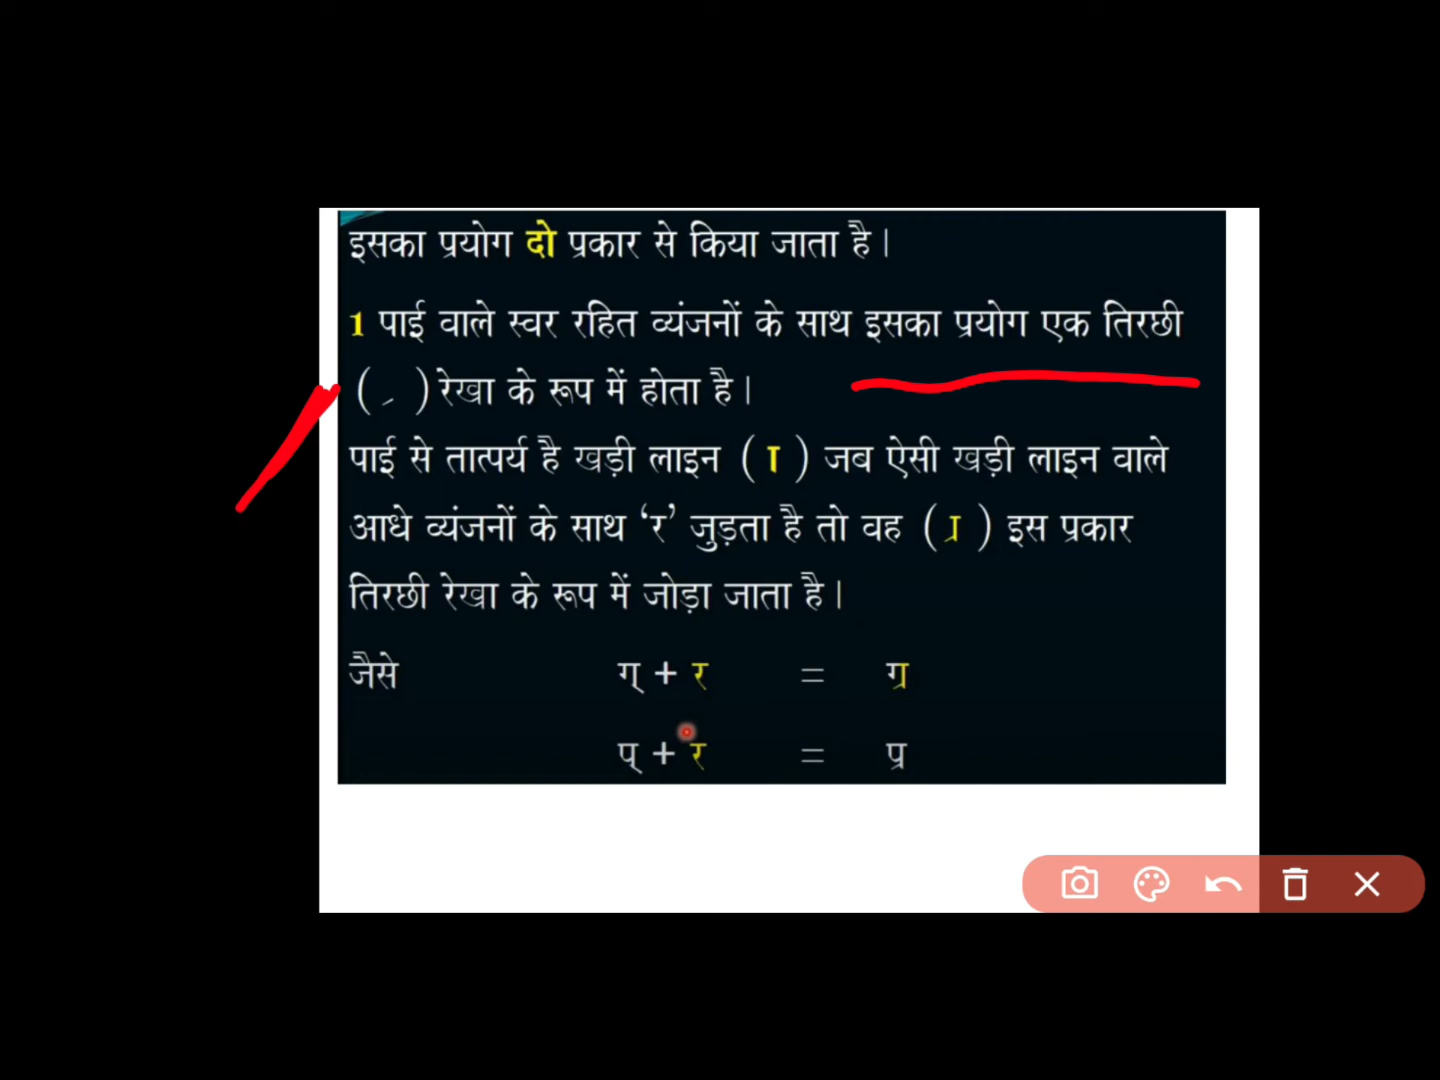 इसका प्रयोग दो प्रकार से किया जाता है।
1 पाई वाले स्वर रहित व्यंजनों के साथ इसका प्रयोग एक तिरछी
( ˏ ) रेखा के रूप में होता है।
पाई से तात्पर्य है खड़ी लाइन ( ा ) जब ऐसी खड़ी लाइन वाले
आधे व्यंजनों के साथ ‘र’ जुड़ता है तो वह ( ्र ) इस प्रकार
तिरछी रेखा के रूप में जोड़ा जाता है।
जैसे ग् + र = ग्र
प् + र = प्र